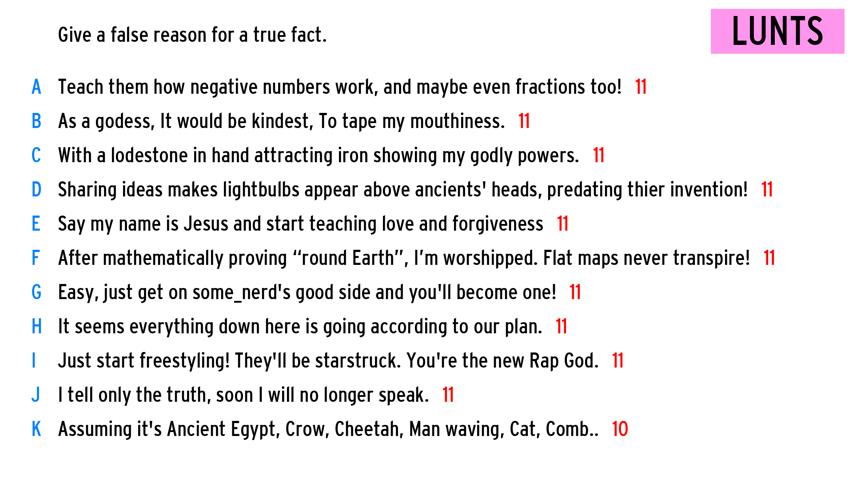 Give a false reason for a true fact.
LUNTS
A Teach them how negative numbers work, and maybe even fractions too! 11
B As a godess, It would be kindest, To tape my mouthiness. 11
C With a lodestone in hand attracting iron showing my godly powers. 11
D Sharing ideas makes lightbulbs appear above ancients' heads, predating thier invention! 11
E Say my name is Jesus and start teaching love and forgiveness 11
F After mathematically proving “round Earth”, I’m worshipped. Flat maps never transpire! 11
G Easy, just get on some_nerd's good side and you'll become one! 11
H It seems everything down here is going according to our plan. 11
I Just start freestyling! They'll be starstruck. You're the new Rap God. 11
J I tell only the truth, soon I will no longer speak. 11
K Assuming it's Ancient Egypt, Crow, Cheetah, Man waving, Cat, Comb.. 10